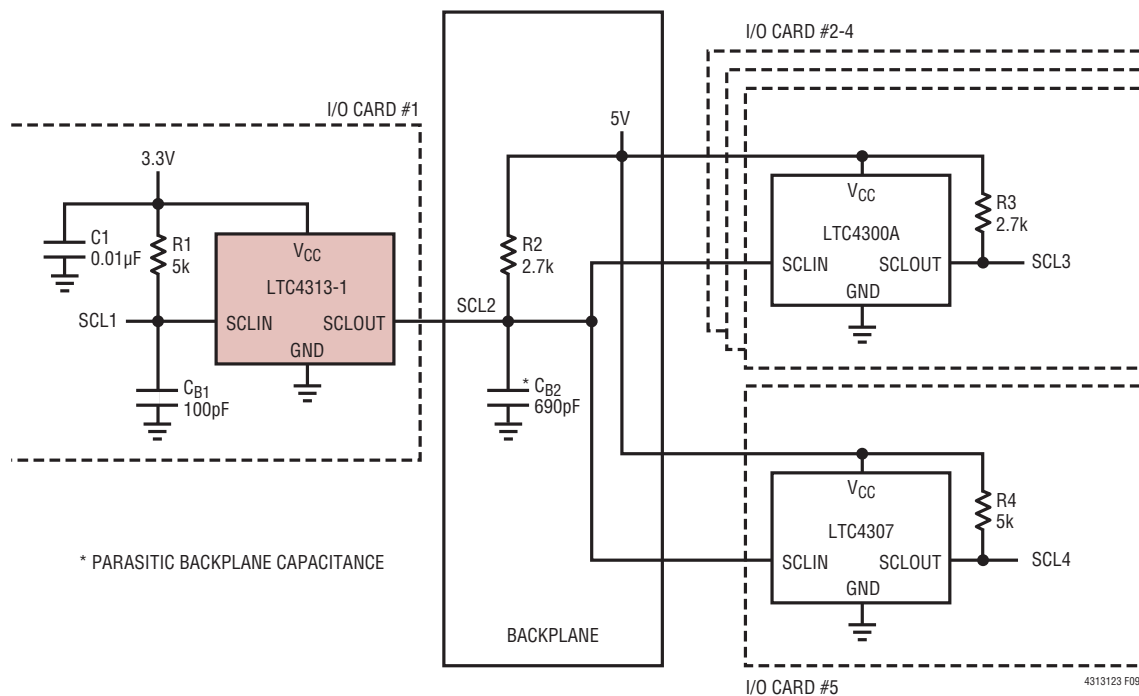 I/O CARD #2-4
I/O CARD #1
3.3V
C1
0.01µF
R1
5k
VCC
LTC4313-1
SCL1
SCLIN
SCLOUT
GND
CB1
100pF
5V
R2
2.7k
SCL2
* CB2
690pF
BACKPLANE
VCC
LTC4300A
SCLIN
SCLOUT
GND
R3
2.7k
SCL3
VCC
LTC4307
SCLIN
SCLOUT
GND
R4
5k
SCL4
* PARASITIC BACKPLANE CAPACITANCE
I/O CARD #5
4313123 F09